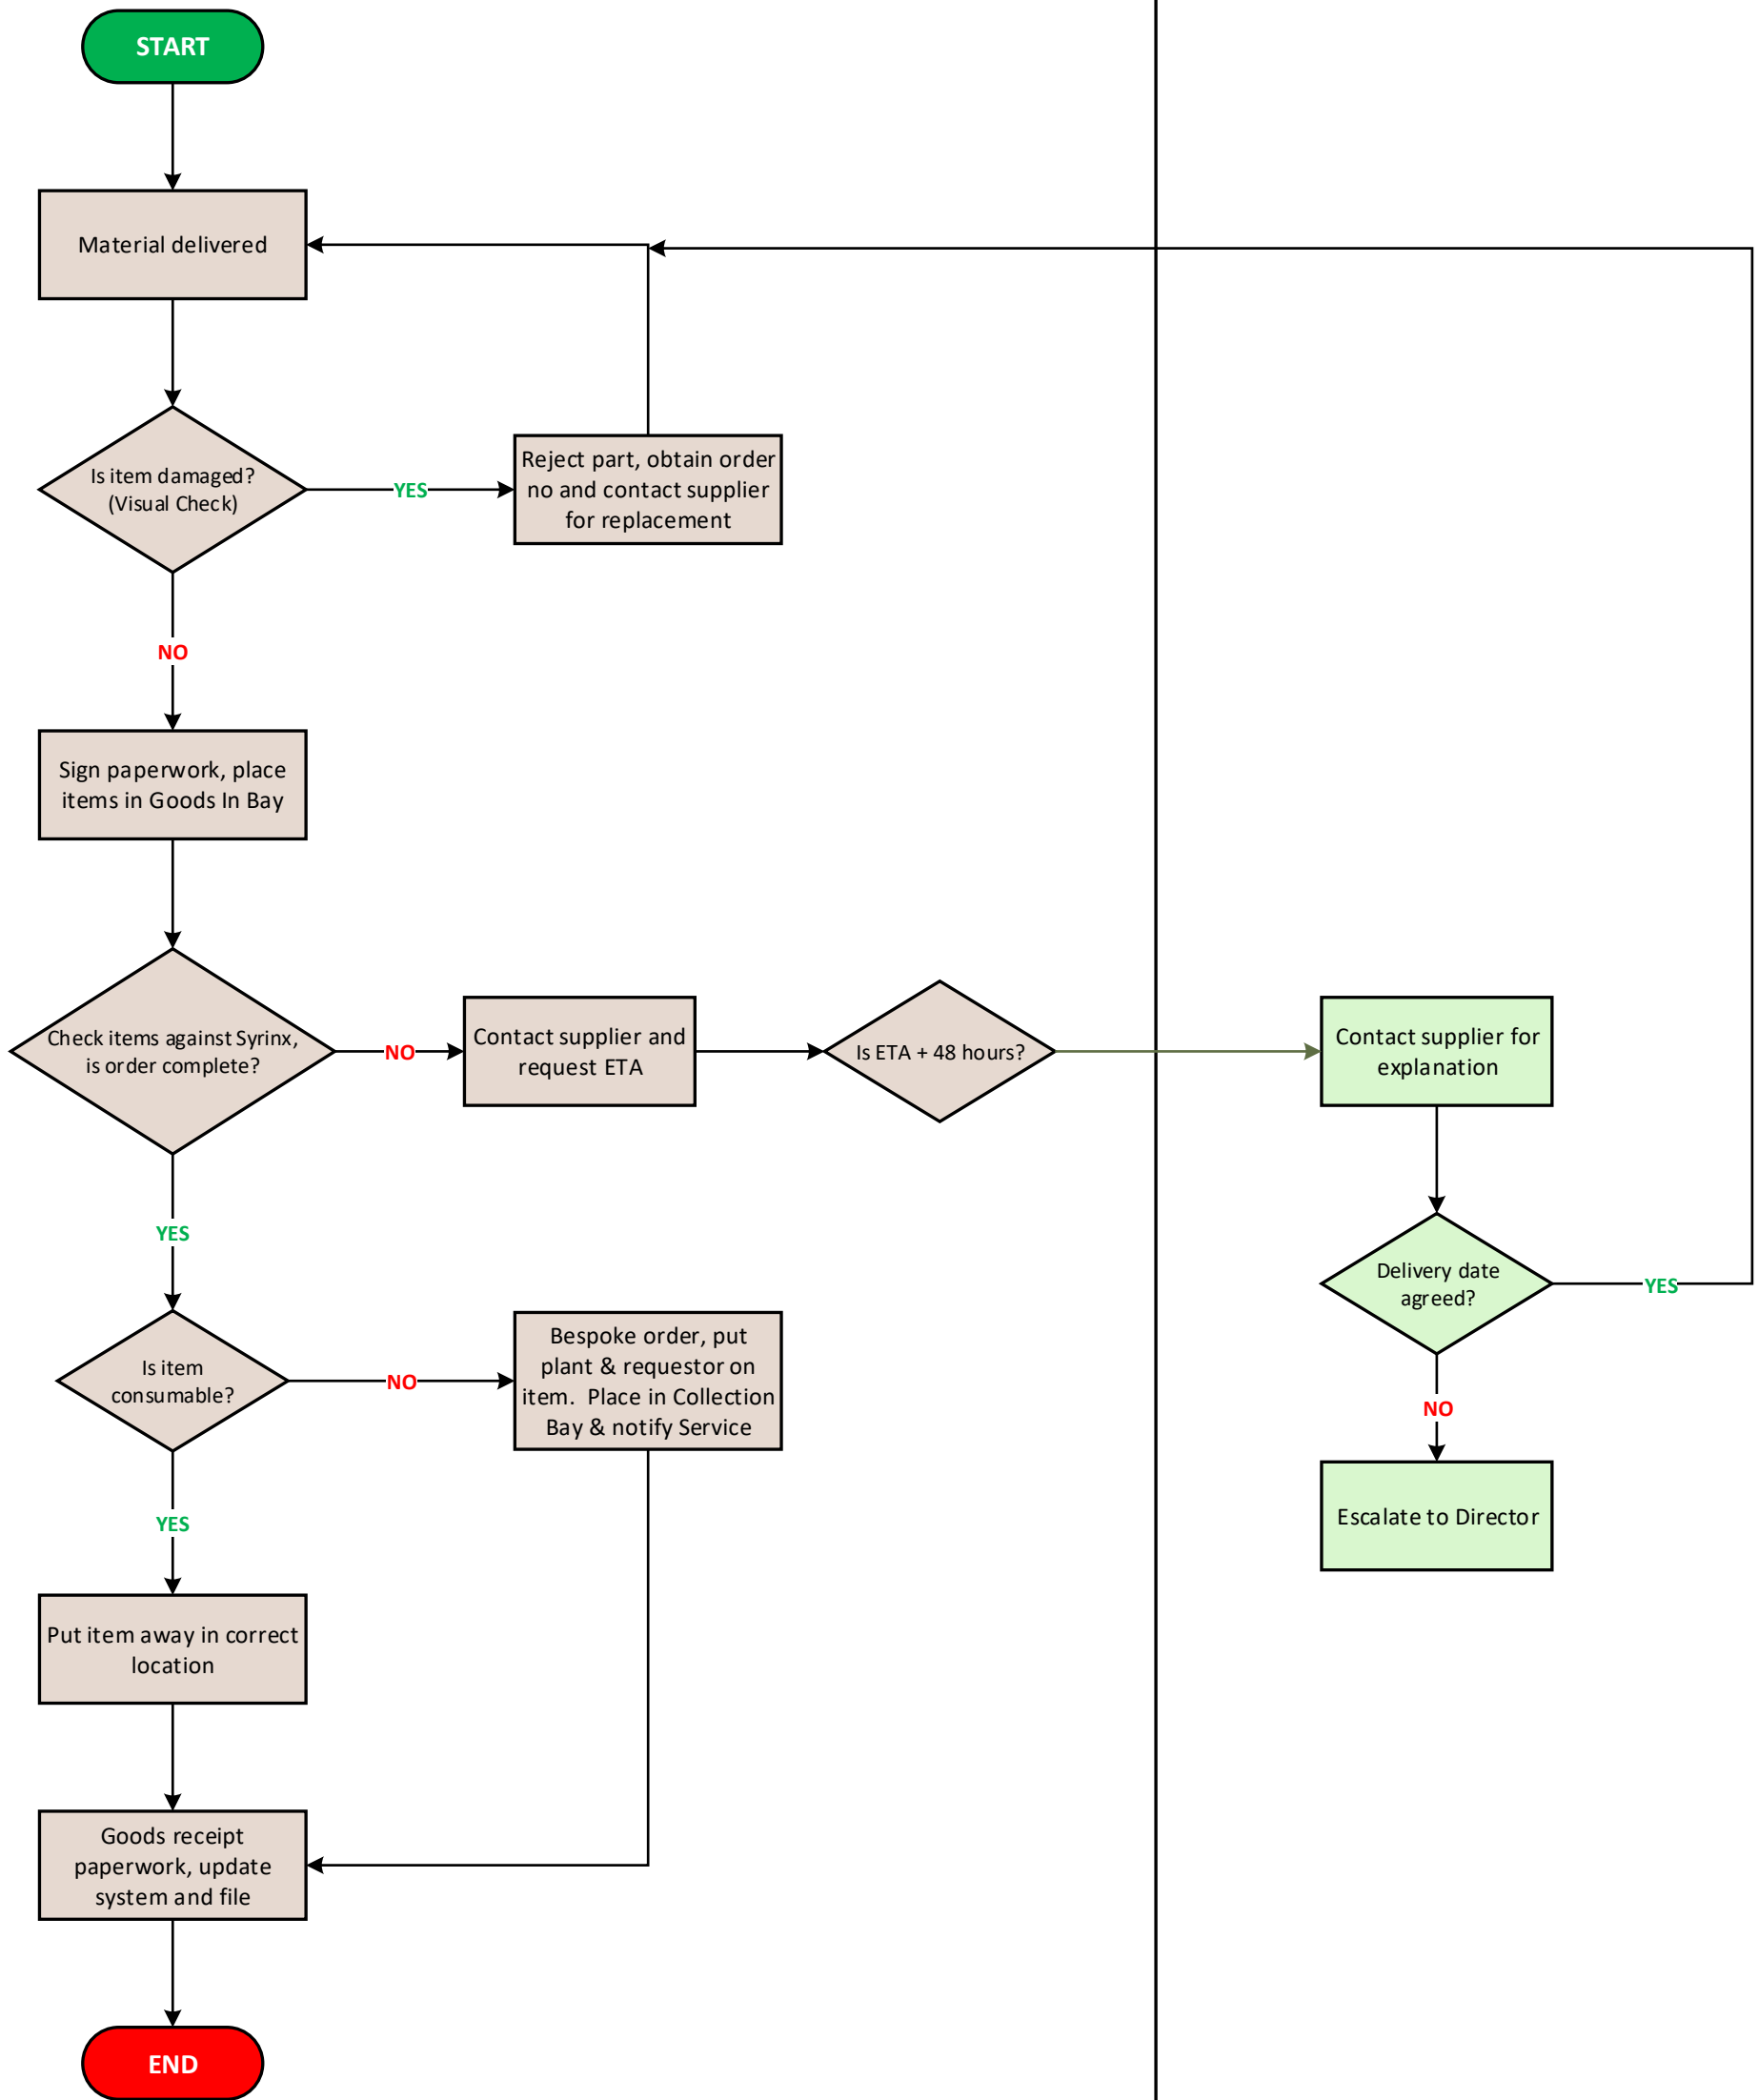 START
Material delivered
Is item damaged?
(Visual Check)
YES
Reject part, obtain order
no and contact supplier
for replacement
NO
Sign paperwork, place
items in Goods In Bay
Check items against Syrinx,
is order complete?
NO
Contact supplier and
request ETA
Is ETA + 48 hours?
Contact supplier for
explanation
YES
Delivery date
agreed?
YES
Is item
consumable?
NO
Bespoke order, put
plant & requestor on
item. Place in Collection
Bay & notify Service
NO
Escalate to Director
YES
Put item away in correct
location
Goods receipt
paperwork, update
system and file
END